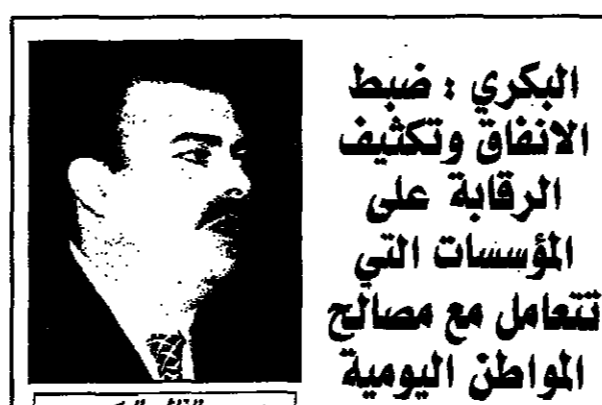 البكري : ضبط
الانفاق وتكثيف
الرقابة على
المؤسسات التي
تتعامل مع مصالح
المواطن اليومية